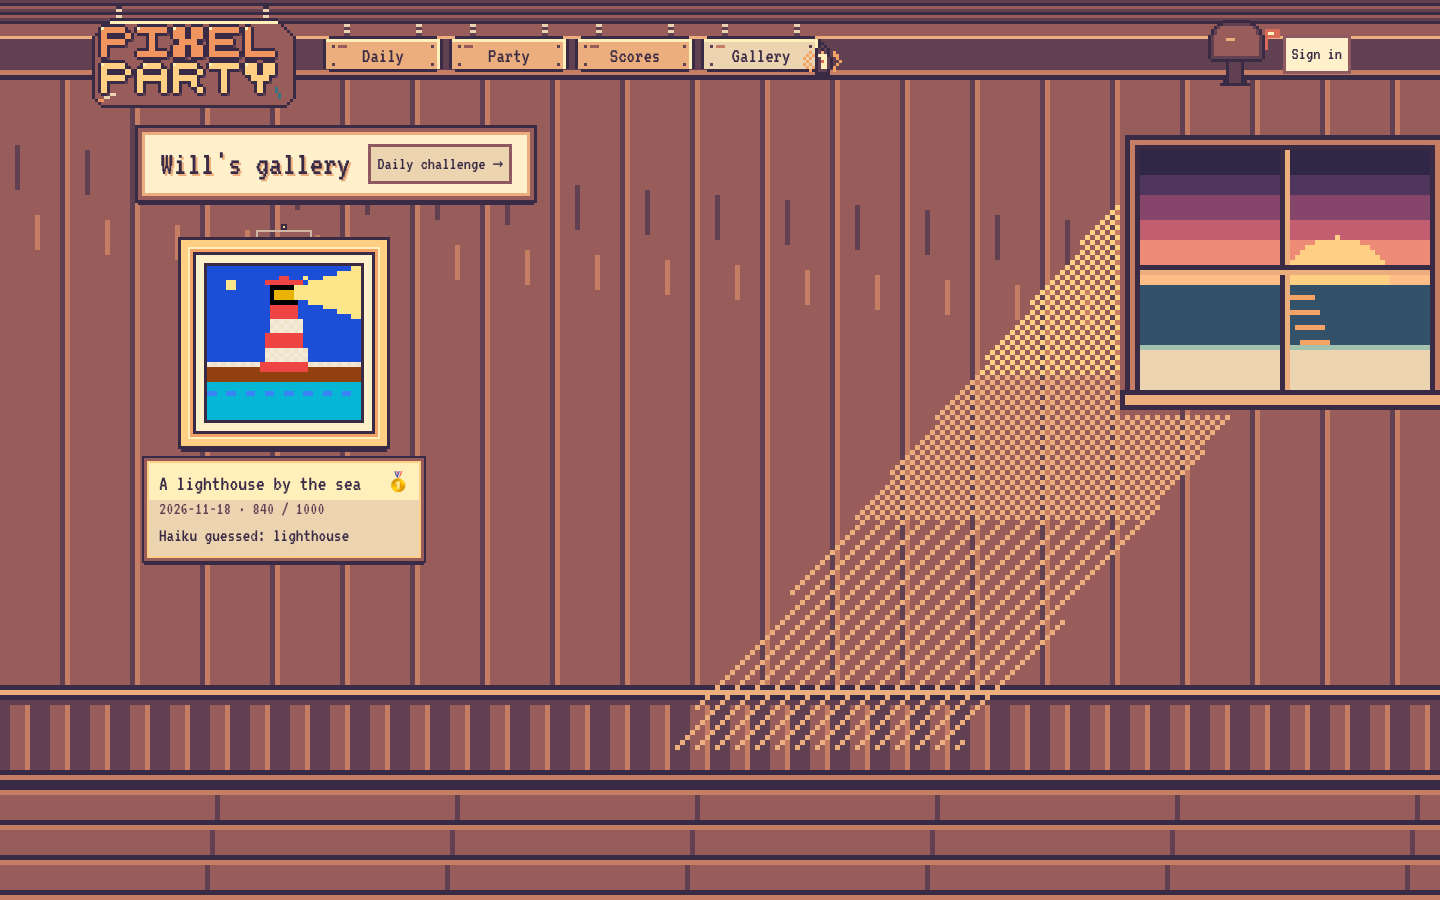 PIXEL
PARTY
Daily
Party
Scores
Gallery
Sign in
Will's gallery
Daily challenge →
A lighthouse by the sea
2026-11-18 · 840 / 1000
Haiku guessed: lighthouse